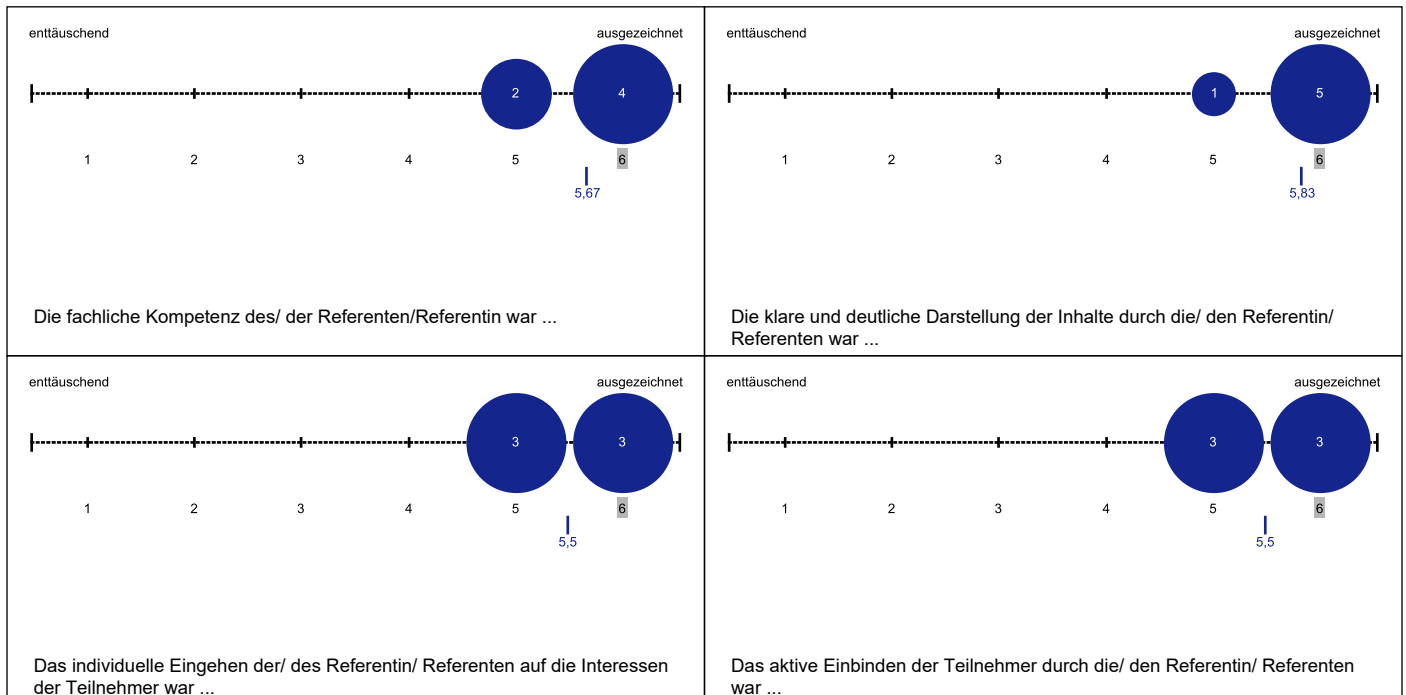 enttäuschend
ausgezeichnet
2
4
1
2
3
4
5
6
5,67
Die fachliche Kompetenz des/ der Referenten/Referentin war ...
enttäuschend
ausgezeichnet
1
5
1
2
3
4
5
6
5,83
Die klare und deutliche Darstellung der Inhalte durch die/ den Referentin/
Referenten war ...
enttäuschend
ausgezeichnet
3
3
1
2
3
4
5
6
5,5
Das individuelle Eingehen der/ des Referentin/ Referenten auf die Interessen
der Teilnehmer war ...
enttäuschend
ausgezeichnet
3
3
1
2
3
4
5
6
5,5
Das aktive Einbinden der Teilnehmer durch die/ den Referentin/ Referenten
war ...